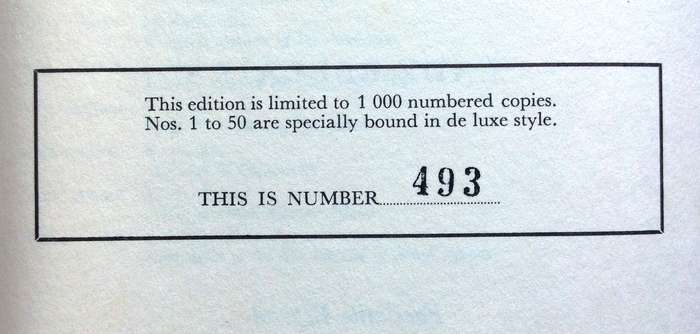 This edition is limited to 1 000 numbered copies.
Nos. 1 to 50 are specially bound in de luxe style.
THIS IS NUMBER 493